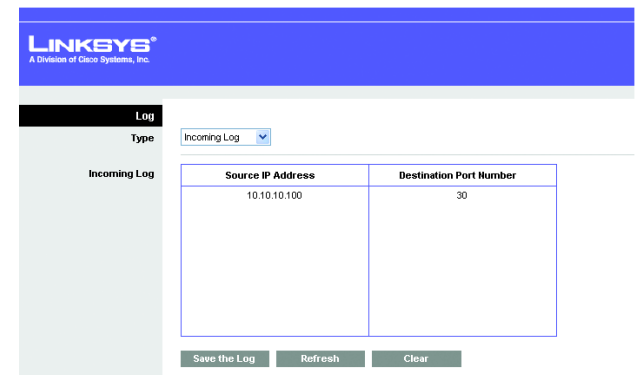 LINKSYS®
A Division of Cisco Systems, Inc.
Log
Type Incoming Log
Incoming Log Source IP Address Destination Port Number
10.10.10.100 30
Save the Log Refresh Clear